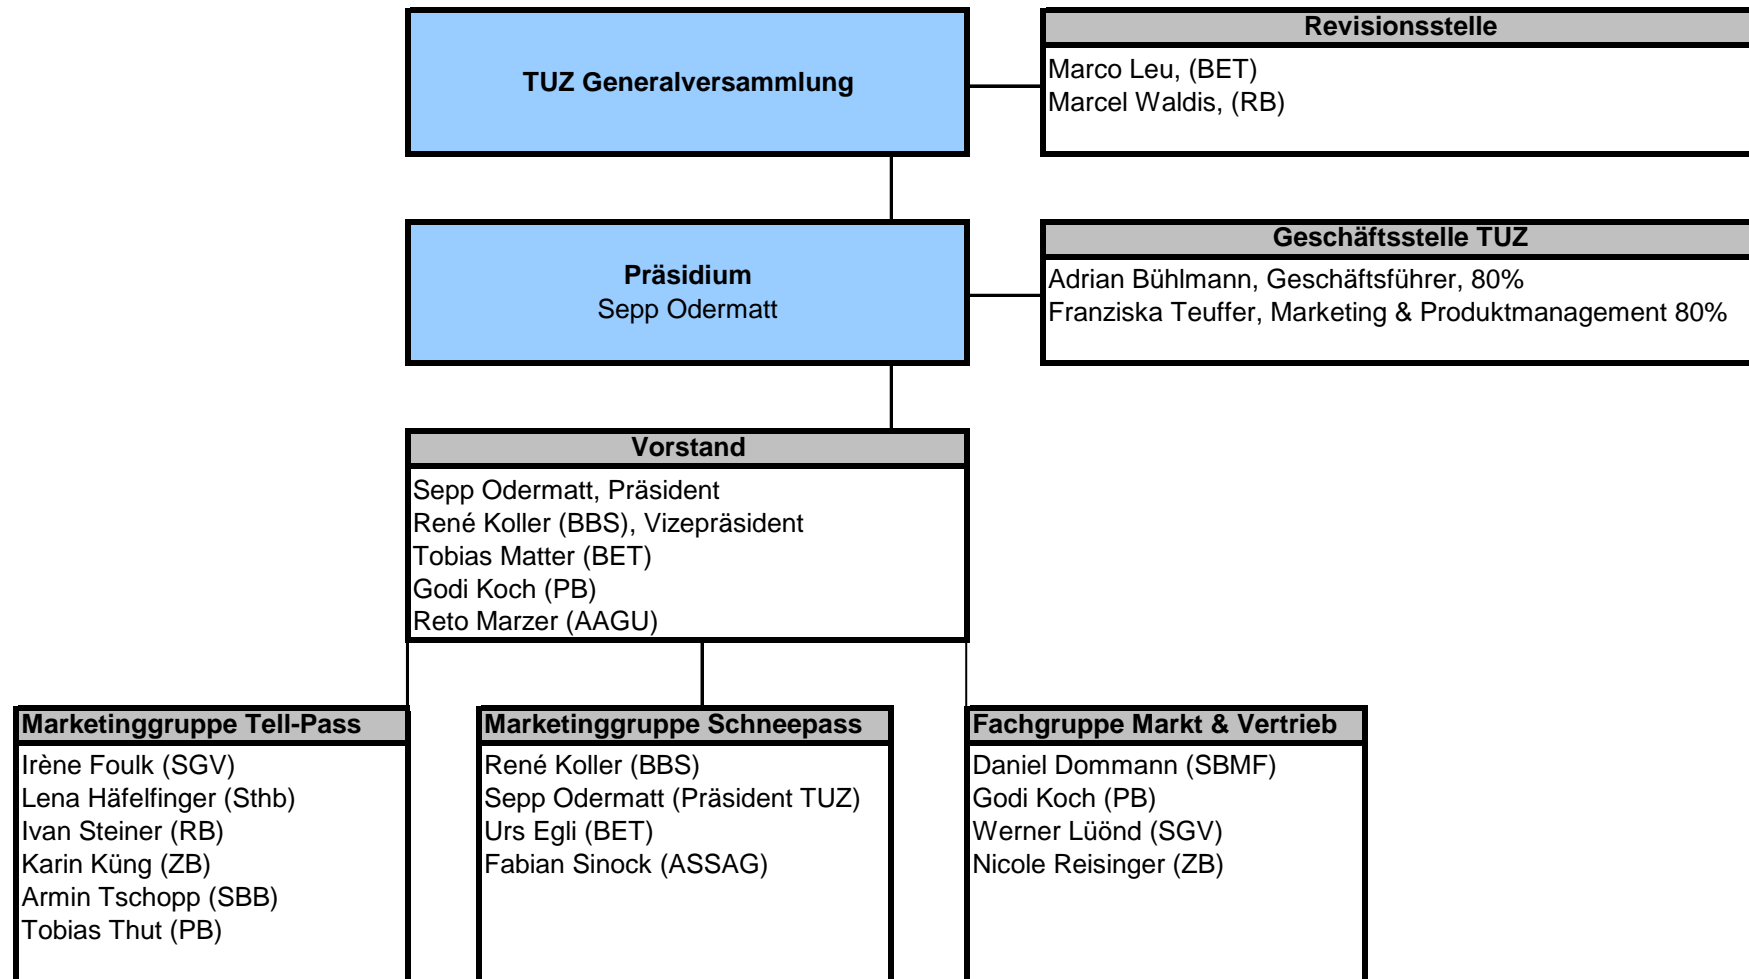 TUZ Generalversammlung
Revisionsstelle
Marco Leu, (BET)
Marcel Waldis, (RB)
Präsidium
Sepp Odermatt
Geschäftsstelle TUZ
Adrian Bühlmann, Geschäftsführer, 80%
Franziska Teuffer, Marketing & Produktmanagement 80%
Vorstand
Sepp Odermatt, Präsident
René Koller (BBS), Vizepräsident
Tobias Matter (BET)
Godi Koch (PB)
Reto Marzer (AAGU)
Marketinggruppe Tell-Pass
Irène Foulk (SGV)
Lena Häfelfinger (Sthb)
Ivan Steiner (RB)
Karin Küng (ZB)
Armin Tschopp (SBB)
Tobias Thut (PB)
Marketinggruppe Schneepass
René Koller (BBS)
Sepp Odermatt (Präsident TUZ)
Urs Egli (BET)
Fabian Sinock (ASSAG)
Fachgruppe Markt & Vertrieb
Daniel Dommann (SBMF)
Godi Koch (PB)
Werner Lüönd (SGV)
Nicole Reisinger (ZB)